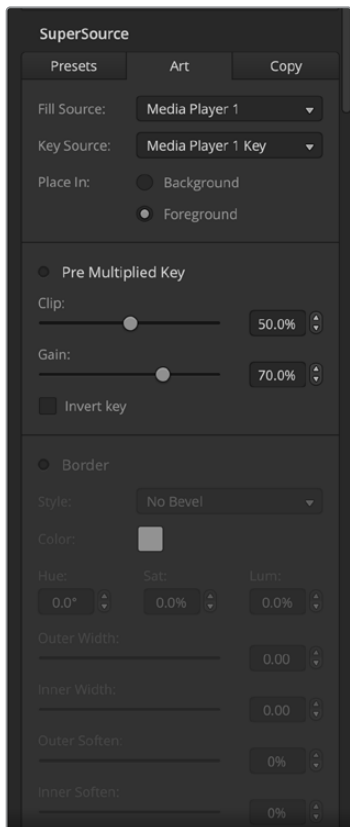 SuperSource
Presets Art Copy
Fill Source: Media Player 1
Key Source: Media Player 1 Key
Place In: Background
Foreground
Pre Multiplied Key
Clip:
50.0%
Gain:
70.0%
Invert key
Border
Style: No Bevel
Color:
Hue: Sat: Lum:
0.0° 0.0% 0.0%
Outer Width:
0.00
Inner Width:
0.00
Outer Soften:
0%
Inner Soften:
0%